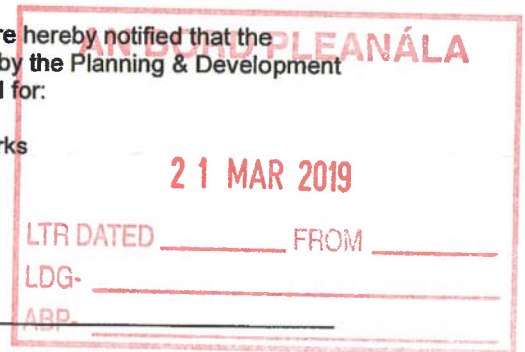 re hereby notified that the
AN BORD PLEANÁLA
by the Planning & Development
for:
rks
21 MAR 2019
LTR DATED FROM
LDG-
ABP-